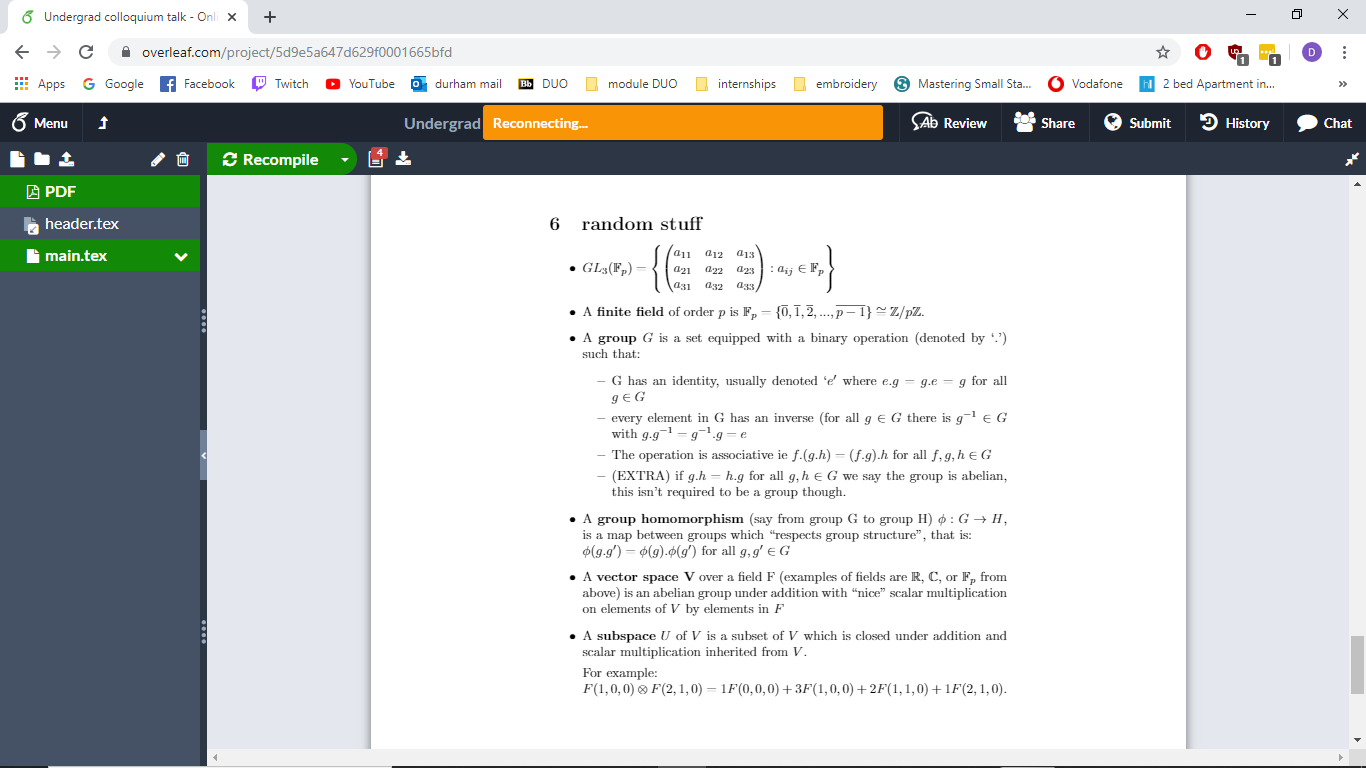 Undergrad colloquium talk - Onli
overleaf.com/project/5d9e5a647d629f0001665bfd
D
1
1
Apps Google Facebook Twitch YouTube durham mail Bb DUO module DUO internships embroidery Mastering Small Sta... Vodafone hl 2 bed Apartment in... »
Menu Undergrad Reconnecting... Review Share Submit History Chat
Recompile 4
PDF
header.tex
main.tex
6 random stuff
• GL₃(𝔽ₚ) = { ( a₁₁ a₁₂ a₁₃
a₂₁ a₂₂ a₂₃
a₃₁ a₃₂ a₃₃ ) : aᵢⱼ ∈ 𝔽ₚ }
• A finite field of order p is 𝔽ₚ = {0̅, 1̅, 2̅, ..., p̅ ̅−̅ ̅1̅} ≅ ℤ/pℤ.
• A group G is a set equipped with a binary operation (denoted by ‘.’)
such that:
– G has an identity, usually denoted ‘e′ where e.g = g.e = g for all
g ∈ G
– every element in G has an inverse (for all g ∈ G there is g⁻¹ ∈ G
with g.g⁻¹ = g⁻¹.g = e
– The operation is associative ie f.(g.h) = (f.g).h for all f, g, h ∈ G
– (EXTRA) if g.h = h.g for all g, h ∈ G we say the group is abelian,
this isn’t required to be a group though.
• A group homomorphism (say from group G to group H) ϕ : G → H,
is a map between groups which “respects group structure”, that is:
ϕ(g.g′) = ϕ(g).ϕ(g′) for all g, g′ ∈ G
• A vector space V over a field F (examples of fields are ℝ, ℂ, or 𝔽ₚ from
above) is an abelian group under addition with “nice” scalar multiplication
on elements of V by elements in F
• A subspace U of V is a subset of V which is closed under addition and
scalar multiplication inherited from V.
For example:
F(1, 0, 0) ⊗ F(2, 1, 0) = 1F(0, 0, 0) + 3F(1, 0, 0) + 2F(1, 1, 0) + 1F(2, 1, 0).